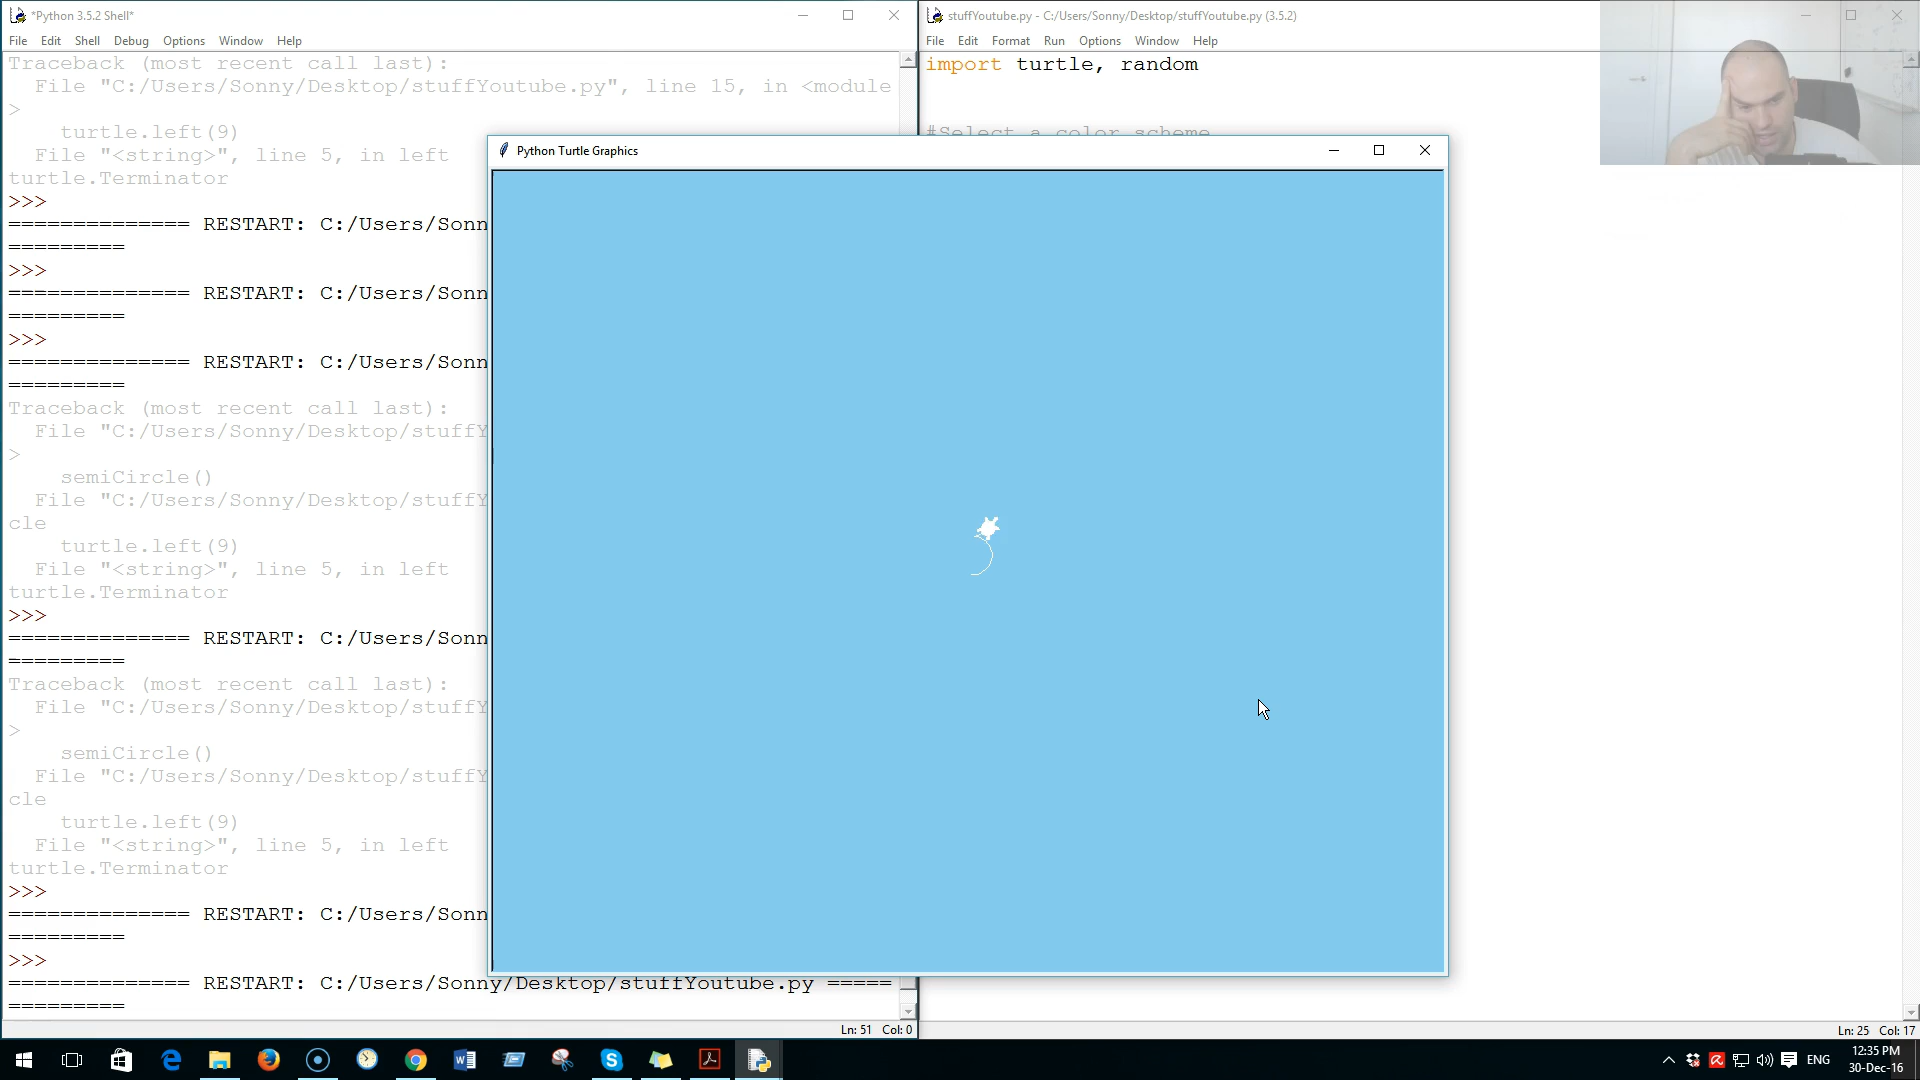 *Python 3.5.2 Shell*
File Edit Shell Debug Options Window Help
Traceback (most recent call last):
File "C:/Users/Sonny/Desktop/stuffYoutube.py", line 15, in <module
>
turtle.left(9)
File "<string>", line 5, in left
turtle.Terminator
>>>
============== RESTART: C:/Users/Sonn
=========
>>>
============== RESTART: C:/Users/Sonn
=========
>>>
============== RESTART: C:/Users/Sonn
=========
Traceback (most recent call last):
File "C:/Users/Sonny/Desktop/stuffY
>
semiCircle()
File "C:/Users/Sonny/Desktop/stuffY
cle
turtle.left(9)
File "<string>", line 5, in left
turtle.Terminator
>>>
============== RESTART: C:/Users/Sonn
=========
Traceback (most recent call last):
File "C:/Users/Sonny/Desktop/stuffY
>
semiCircle()
File "C:/Users/Sonny/Desktop/stuffY
cle
turtle.left(9)
File "<string>", line 5, in left
turtle.Terminator
>>>
============== RESTART: C:/Users/Sonn
=========
>>>
============== RESTART: C:/Users/Sonny/Desktop/stuffYoutube.py =====
=========
Ln: 51 Col: 0
stuffYoutube.py - C:/Users/Sonny/Desktop/stuffYoutube.py (3.5.2)
File Edit Format Run Options Window Help
import turtle, random
#Select a color scheme
Python Turtle Graphics
Ln: 25 Col: 17
ENG
12:35 PM
30-Dec-16